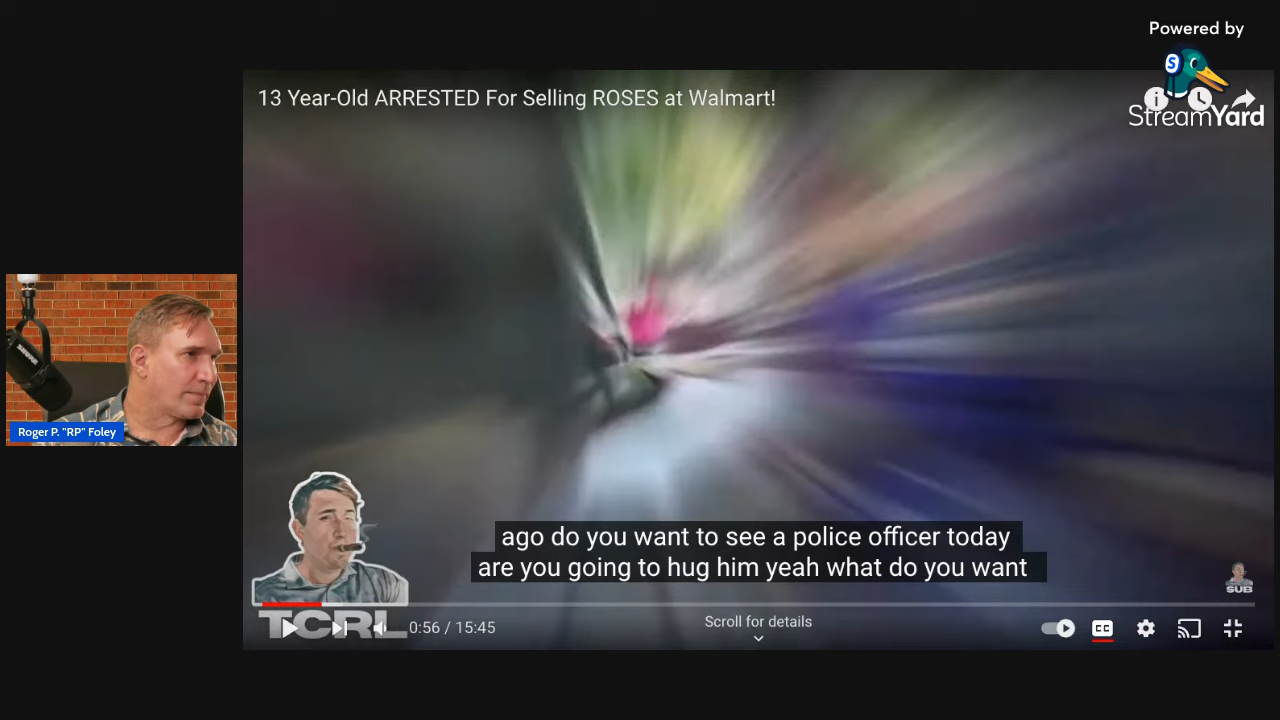 Powered by
StreamYard
13 Year-Old ARRESTED For Selling ROSES at Walmart!
Roger P. "RP" Foley
ago do you want to see a police officer today
are you going to hug him yeah what do you want
SUB
TCRL
0:56 / 15:45
Scroll for details
CC